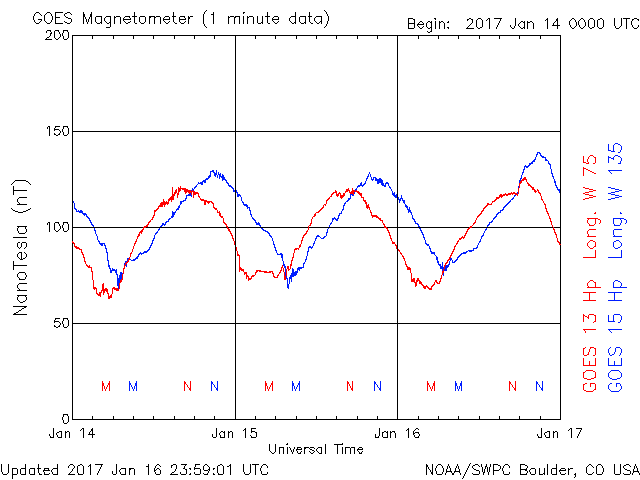 GOES Magnetometer (1 minute data)
Begin: 2017 Jan 14 0000 UTC
200
150
100
50
0
NanoTesla (nT)
M M N N M M N N M M N N
Jan 14 Jan 15 Jan 16 Jan 17
Universal Time
GOES 13 Hp Long. W 75
GOES 15 Hp Long. W 135
Updated 2017 Jan 16 23:59:01 UTC
NOAA/SWPC Boulder, CO USA